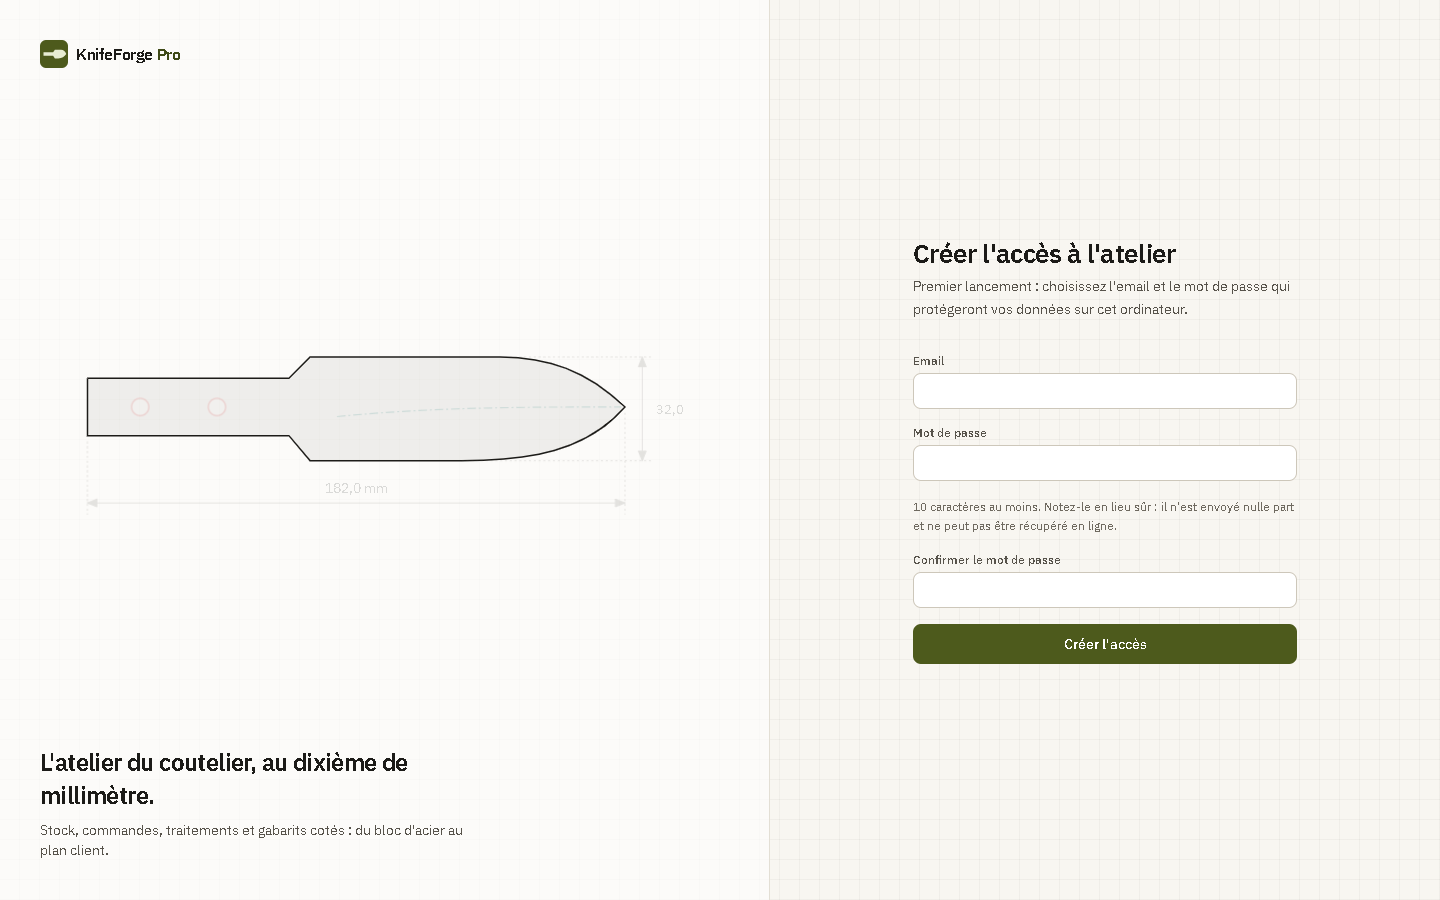 KnifeForge Pro
32,0
182,0 mm
L'atelier du coutelier, au dixième de
millimètre.
Stock, commandes, traitements et gabarits cotés : du bloc d'acier au
plan client.
Créer l'accès à l'atelier
Premier lancement : choisissez l'email et le mot de passe qui
protégeront vos données sur cet ordinateur.
Email
Mot de passe
10 caractères au moins. Notez-le en lieu sûr : il n'est envoyé nulle part
et ne peut pas être récupéré en ligne.
Confirmer le mot de passe
Créer l'accès